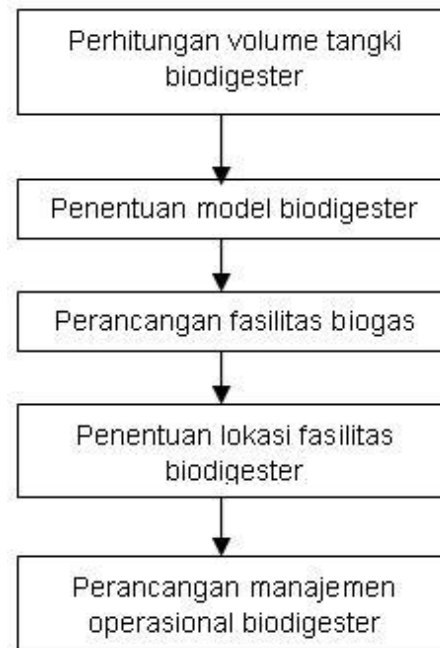 Perhitungan volume tangki
biodigester
Penentuan model biodigester
Perancangan fasilitas biogas
Penentuan lokasi fasilitas
biodigester
Perancangan manajemen
operasional biodigester